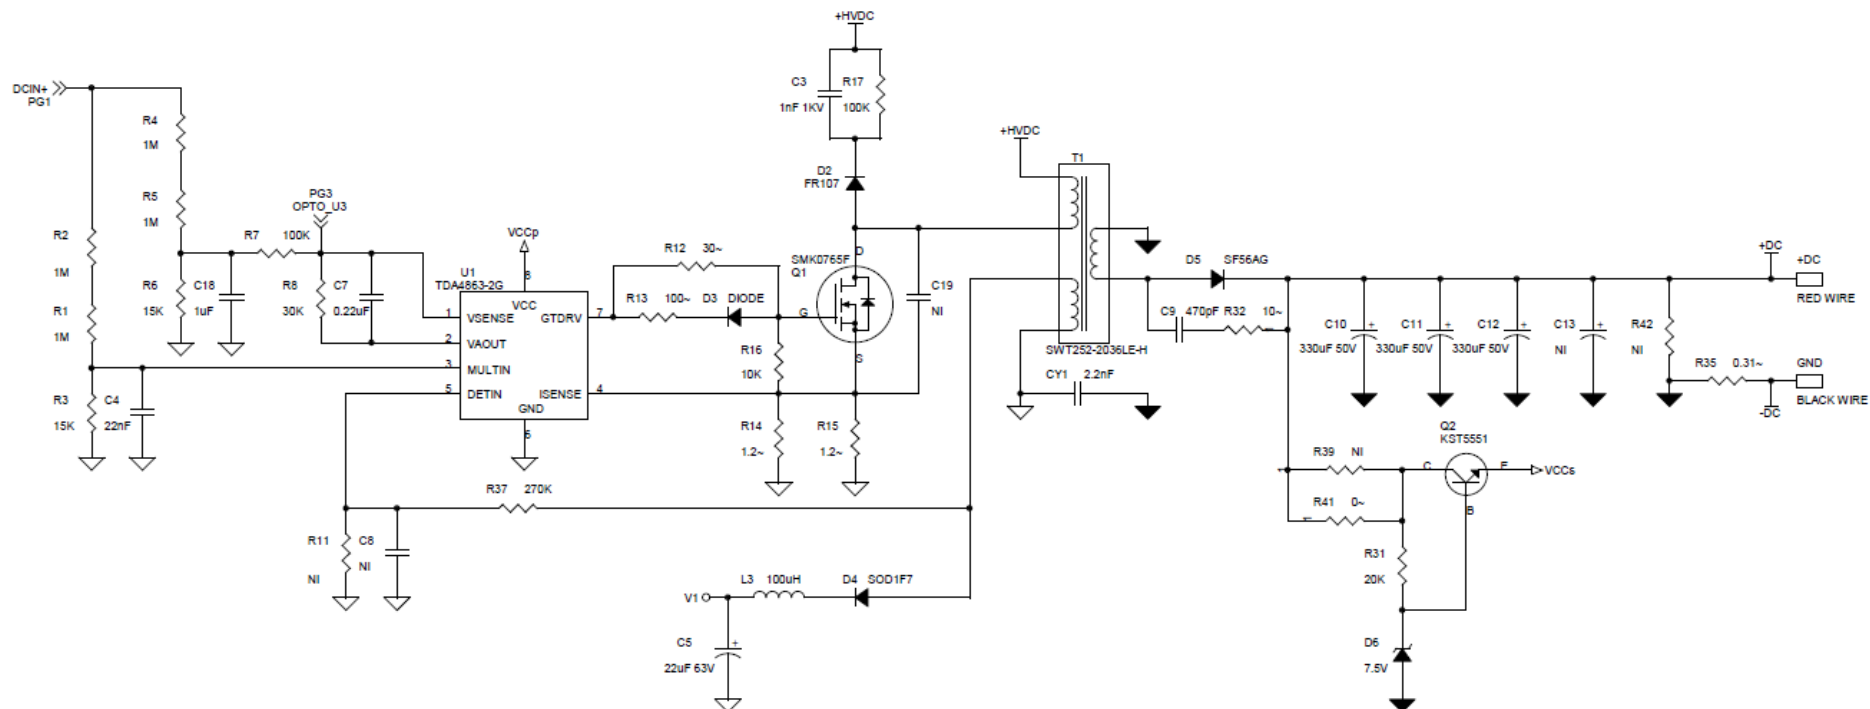 +HVDC
DCIN+
PG1
R4
1M
R5
1M
R2
1M
R1
1M
R3
15K
C4
22nF
R6
15K
C18
1uF
R7 100K
PG3
OPTO_U3
R8
30K
C7
0.22uF
VCCp
8
U1
TDA4863-2G
VCC
1 VSENSE
2 VAOUT
3 MULTIN
5 DETIN
GTDRV 7
ISENSE 4
GND
6
R12 30~
R13 100~
D3 DIODE
R16
10K
R14
1.2~
R15
1.2~
C3
1nF 1KV
R17
100K
D2
FR107
SMK0765F
Q1
D
G
S
C19
NI
+HVDC
T1
SWT252-2036LE-H
CY1 2.2nF
D5 SF56AG
C9 470pF
R32 10~
C10
330uF 50V
C11
330uF 50V
C12
330uF 50V
C13
NI
R42
NI
R35 0.31~
+DC
+DC
RED WIRE
GND
BLACK WIRE
-DC
Q2
KST5551
C
E
B
VCCs
R39 NI
R41 0~
R31
20K
D6
7.5V
R37 270K
R11
NI
C8
NI
V1
L3 100uH
D4 SOD1F7
C5
22uF 63V